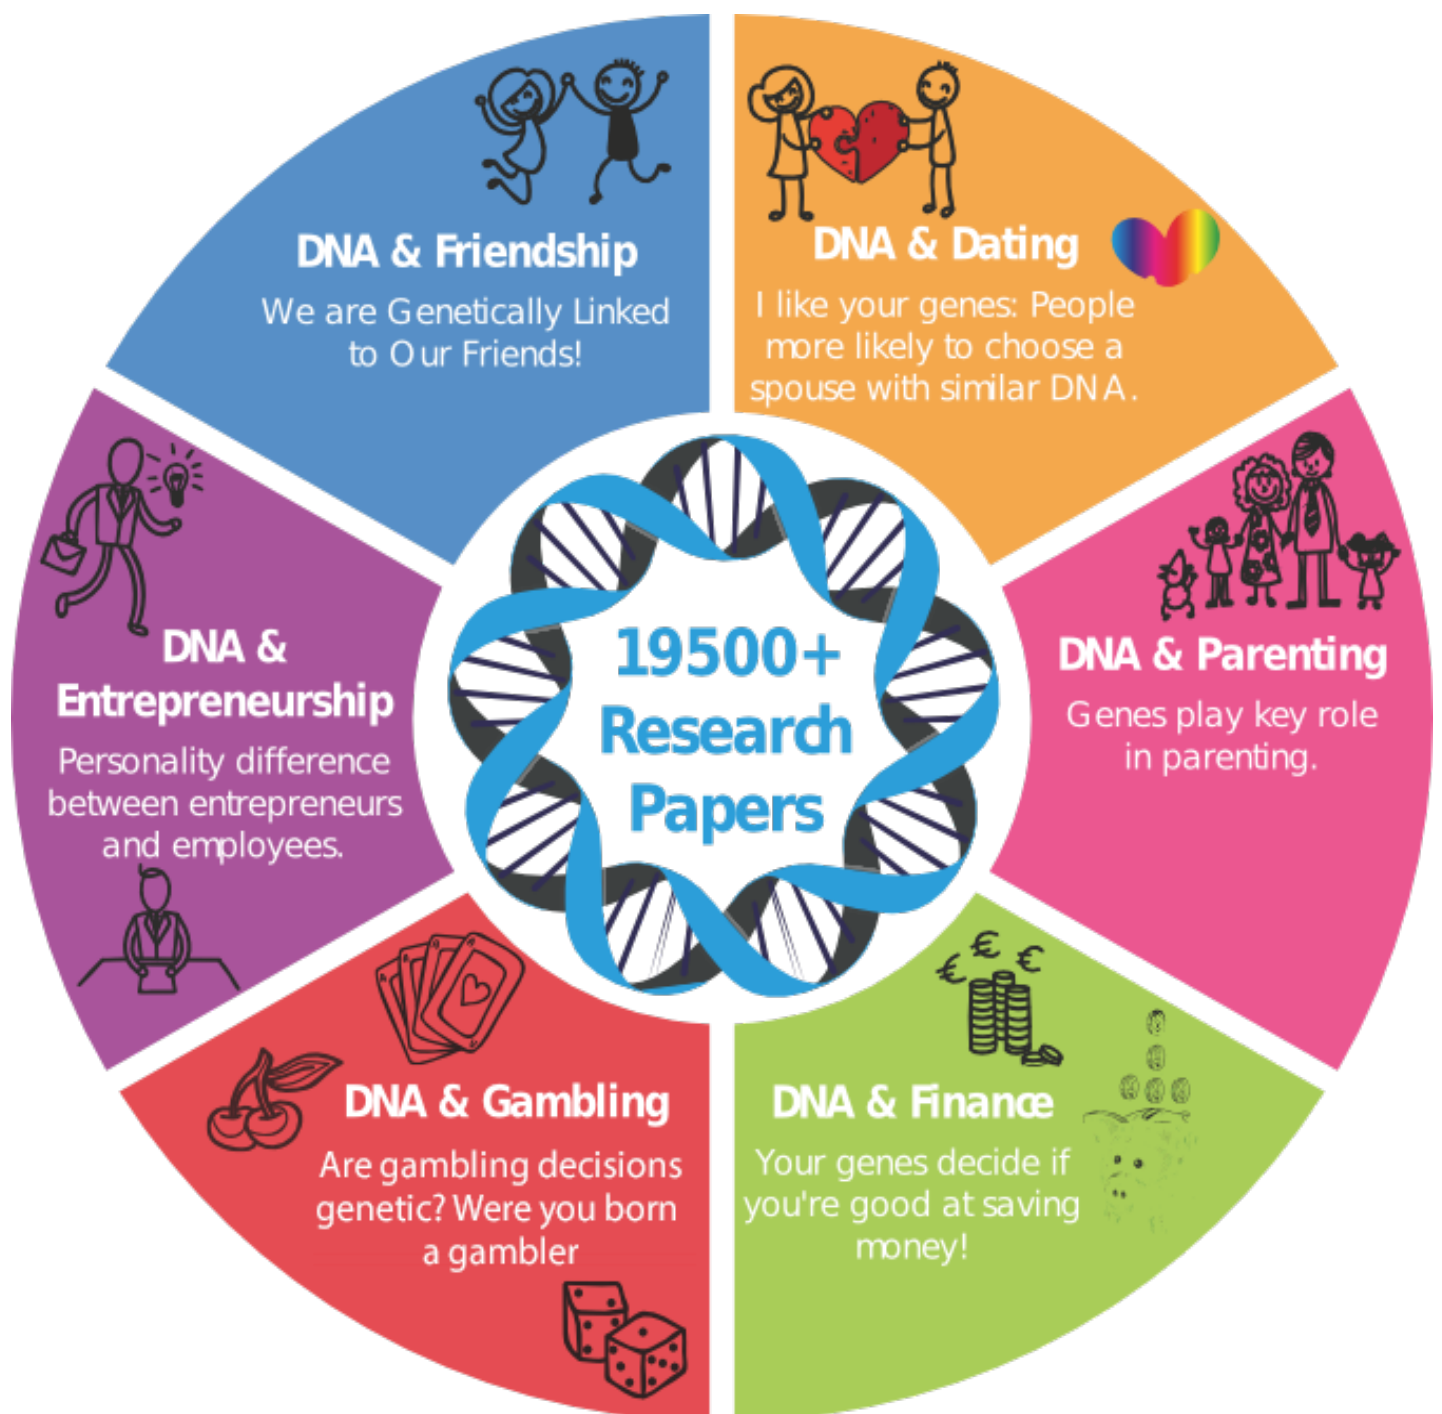 DNA & Friendship
We are Genetically Linked
to Our Friends!
DNA & Dating
I like your genes: People
more likely to choose a
spouse with similar DNA.
DNA &
Entrepreneurship
Personality difference
between entrepreneurs
and employees.
19500+
Research
Papers
DNA & Parenting
Genes play key role
in parenting.
DNA & Gambling
Are gambling decisions
genetic? Were you born
a gambler
€ € €
DNA & Finance
Your genes decide if
you're good at saving
money!